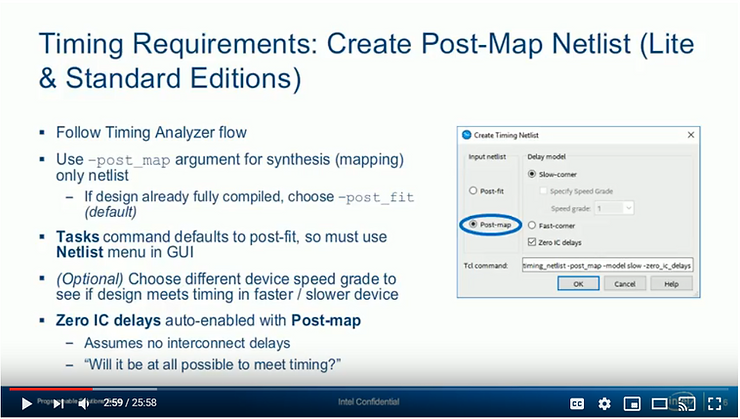 Timing Requirements: Create Post-Map Netlist (Lite
& Standard Editions)
Follow Timing Analyzer flow
Use –post_map argument for synthesis (mapping)
only netlist
– If design already fully compiled, choose –post_fit
(default)
Tasks command defaults to post-fit, so must use
Netlist menu in GUI
(Optional) Choose different device speed grade to
see if design meets timing in faster / slower device
Zero IC delays auto-enabled with Post-map
– Assumes no interconnect delays
– “Will it be at all possible to meet timing?”
Create Timing Netlist
Input netlist
Delay model
Slow-corner
Post-fit
Specify Speed Grade
Speed grade: 1
Post-map
Fast-corner
Zero IC delays
Tcl command: timing_netlist -post_map -model slow -zero_ic_delays
OK Cancel Help
2:59 / 25:58
Intel Confidential